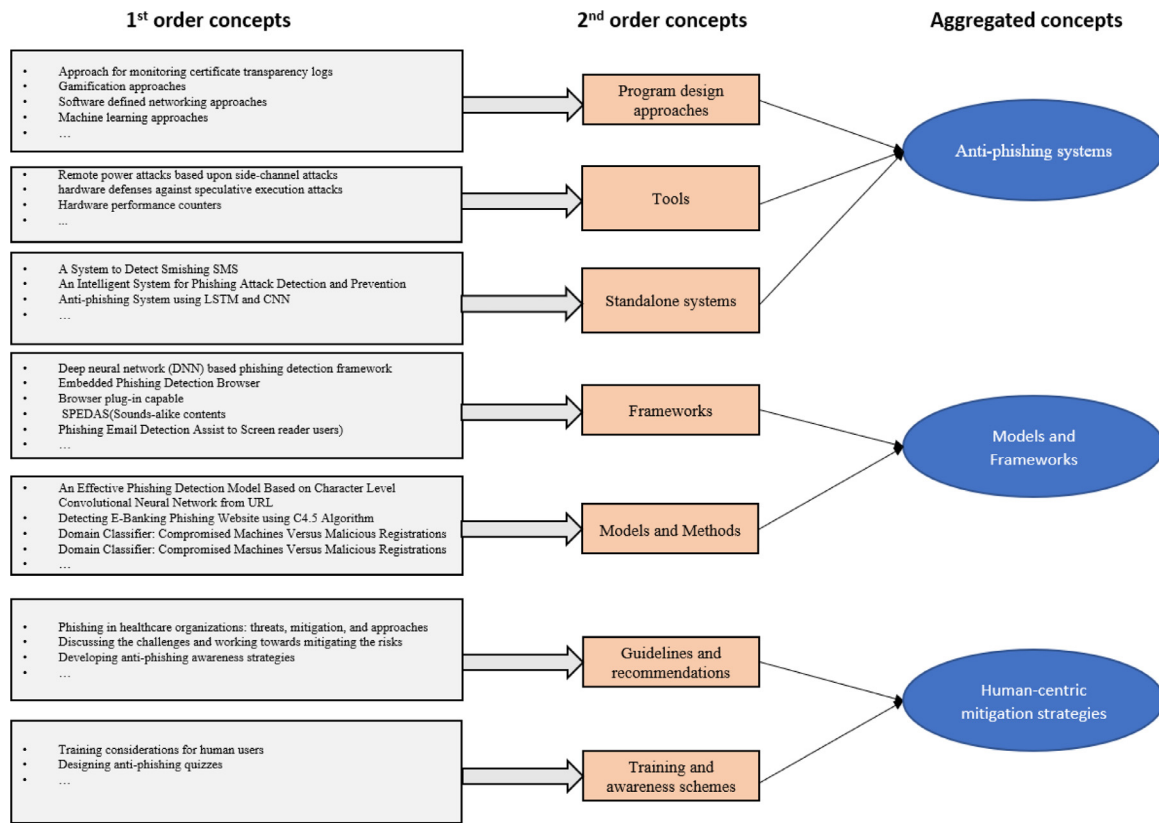 1st order concepts
2nd order concepts
Aggregated concepts
• Approach for monitoring certificate transparency logs
• Gamification approaches
• Software defined networking approaches
• Machine learning approaches
• …
Program design
approaches
Anti-phishing systems
• Remote power attacks based upon side-channel attacks
• hardware defenses against speculative execution attacks
• Hardware performance counters
• ...
Tools
• A System to Detect Smishing SMS
• An Intelligent System for Phishing Attack Detection and Prevention
• Anti-phishing System using LSTM and CNN
• …
Standalone systems
• Deep neural network (DNN) based phishing detection framework
• Embedded Phishing Detection Browser
• Browser plug-in capable
• SPEDAS(Sounds-alike contents
• Phishing Email Detection Assist to Screen reader users)
• …
Frameworks
Models and
Frameworks
• An Effective Phishing Detection Model Based on Character Level
Convolutional Neural Network from URL
• Detecting E-Banking Phishing Website using C4.5 Algorithm
• Domain Classifier: Compromised Machines Versus Malicious Registrations
• Domain Classifier: Compromised Machines Versus Malicious Registrations
• …
Models and Methods
• Phishing in healthcare organizations: threats, mitigation, and approaches
• Discussing the challenges and working towards mitigating the risks
• Developing anti-phishing awareness strategies
• …
Guidelines and
recommendations
Human-centric
mitigation strategies
• Training considerations for human users
• Designing anti-phishing quizzes
• …
Training and
awareness schemes